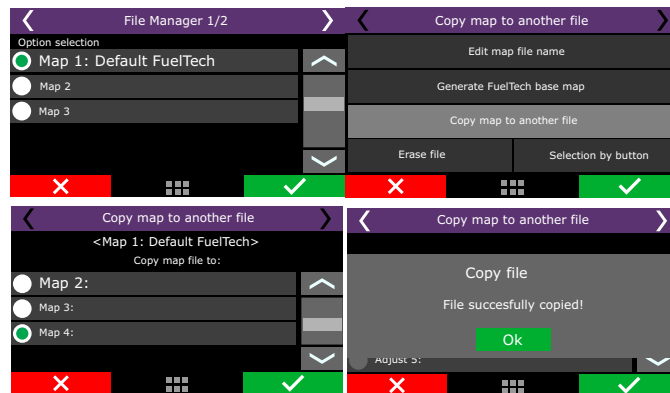 File Manager 1/2
Option selection
Map 1: Default FuelTech
Map 2
Map 3
Copy map to another file
Edit map file name
Generate FuelTech base map
Copy map to another file
Erase file
Selection by button
Copy map to another file
<Map 1: Default FuelTech>
Copy map file to:
Map 2:
Map 3:
Map 4:
Copy map to another file
Copy file
File succesfully copied!
Ok
Adjust 5: